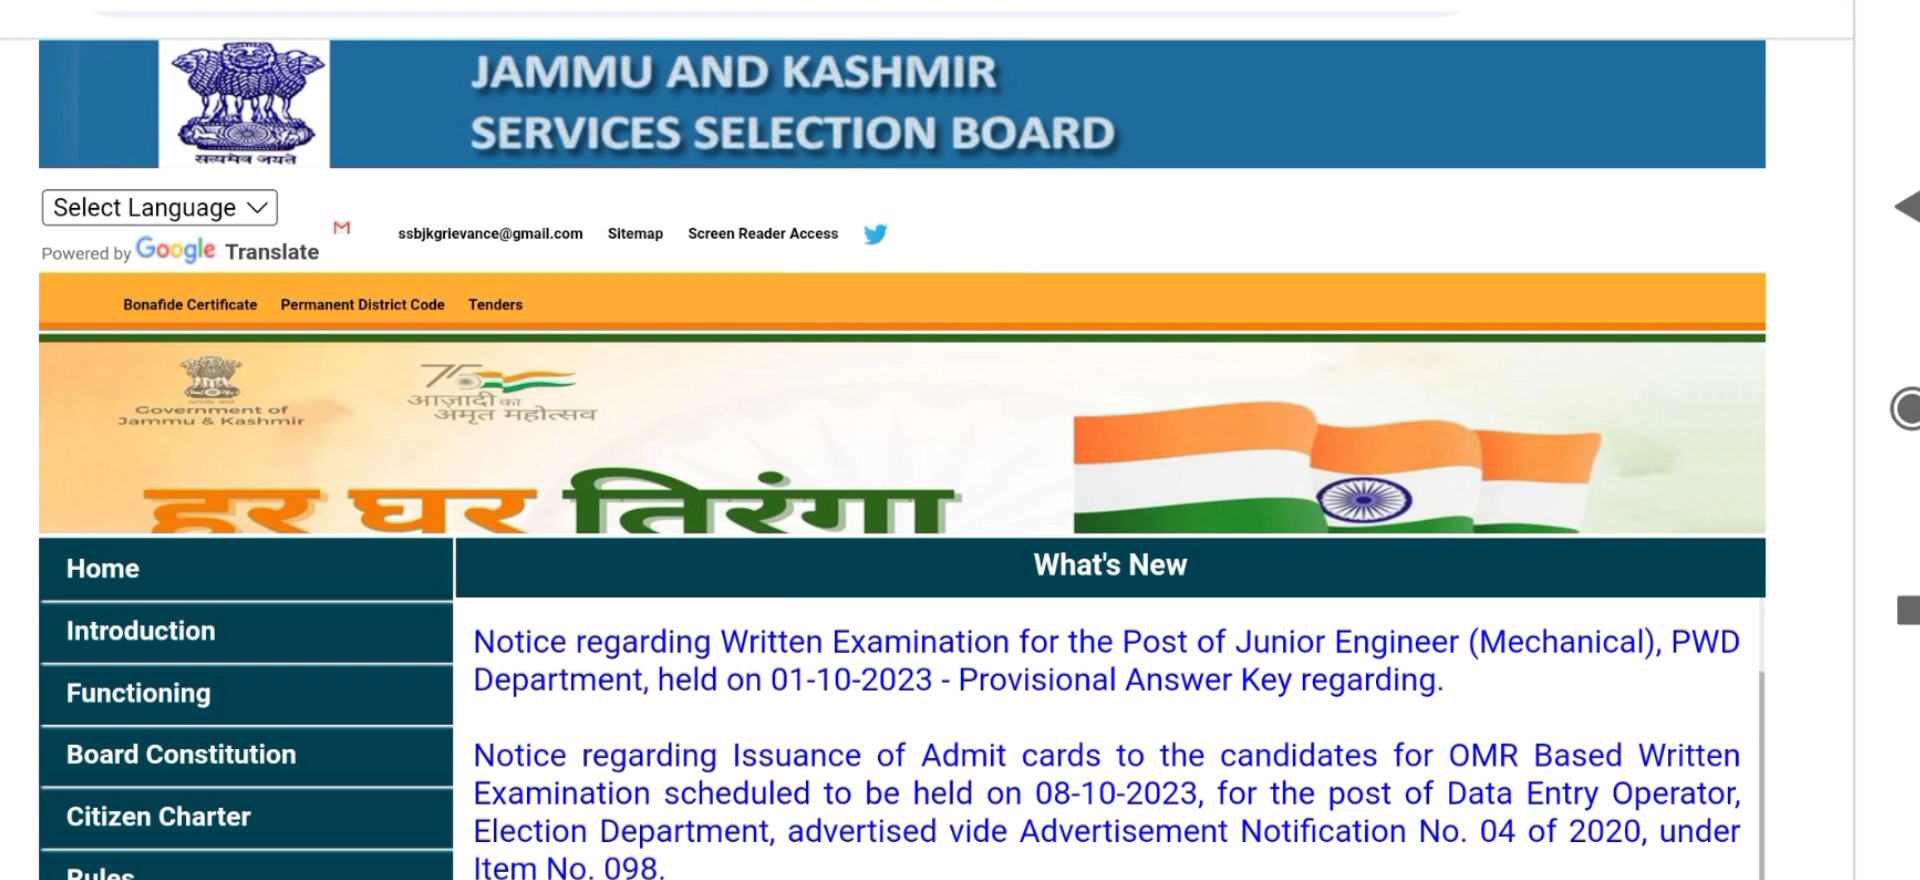 सत्यमेव जयते
JAMMU AND KASHMIR
SERVICES SELECTION BOARD
Select Language
Powered by Google Translate
ssbjkgrievance@gmail.com Sitemap Screen Reader Access
Bonafide Certificate Permanent District Code Tenders
Government of
Jammu & Kashmir
75
आज़ादी का
अमृत महोत्सव
हर घर तिरंगा
Home
Introduction
Functioning
Board Constitution
Citizen Charter
Rules
What's New
Notice regarding Written Examination for the Post of Junior Engineer (Mechanical), PWD
Department, held on 01-10-2023 - Provisional Answer Key regarding.
Notice regarding Issuance of Admit cards to the candidates for OMR Based Written
Examination scheduled to be held on 08-10-2023, for the post of Data Entry Operator,
Election Department, advertised vide Advertisement Notification No. 04 of 2020, under
Item No. 098.